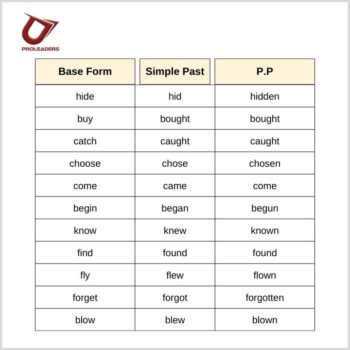 PROLEADERS
Base Form Simple Past P.P
hide hid hidden
buy bought bought
catch caught caught
choose chose chosen
come came come
begin began begun
know knew known
find found found
fly flew flown
forget forgot forgotten
blow blew blown